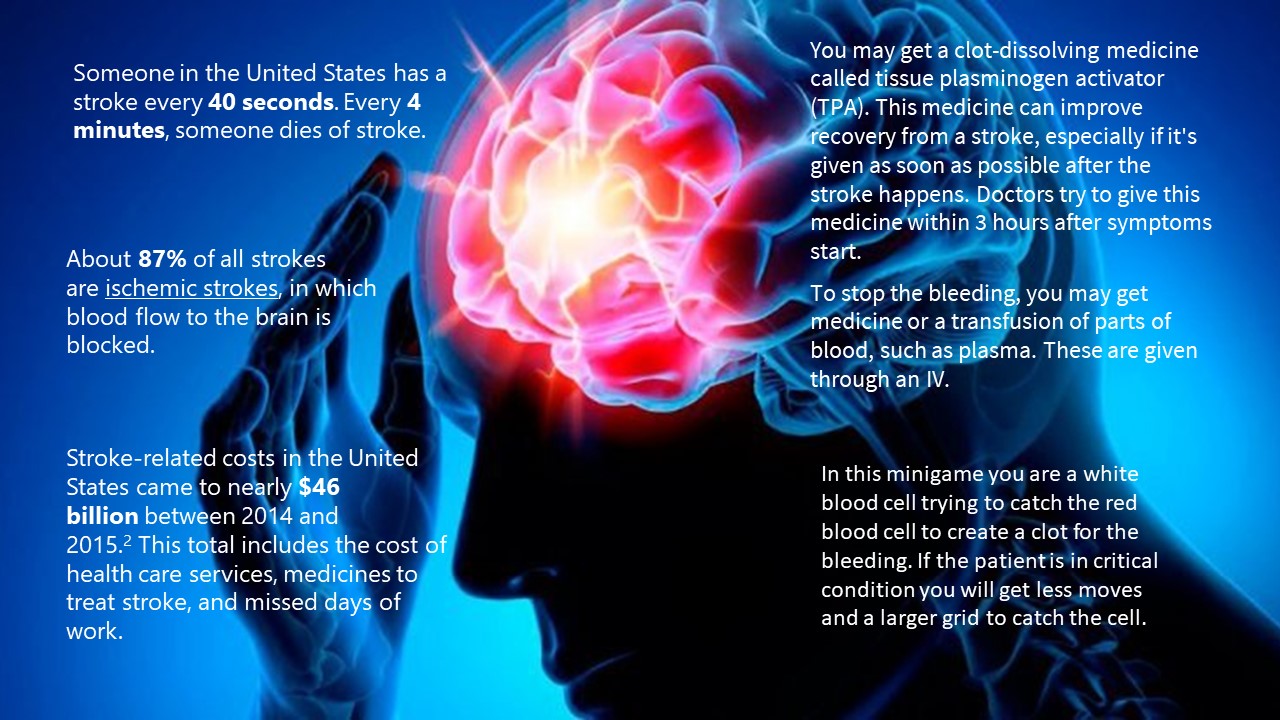 Someone in the United States has a
stroke every 40 seconds. Every 4
minutes, someone dies of stroke.
About 87% of all strokes
are ischemic strokes, in which
blood flow to the brain is
blocked.
Stroke-related costs in the United
States came to nearly $46
billion between 2014 and
2015.² This total includes the cost of
health care services, medicines to
treat stroke, and missed days of
work.
You may get a clot-dissolving medicine
called tissue plasminogen activator
(TPA). This medicine can improve
recovery from a stroke, especially if it's
given as soon as possible after the
stroke happens. Doctors try to give this
medicine within 3 hours after symptoms
start.
To stop the bleeding, you may get
medicine or a transfusion of parts of
blood, such as plasma. These are given
through an IV.
In this minigame you are a white
blood cell trying to catch the red
blood cell to create a clot for the
bleeding. If the patient is in critical
condition you will get less moves
and a larger grid to catch the cell.